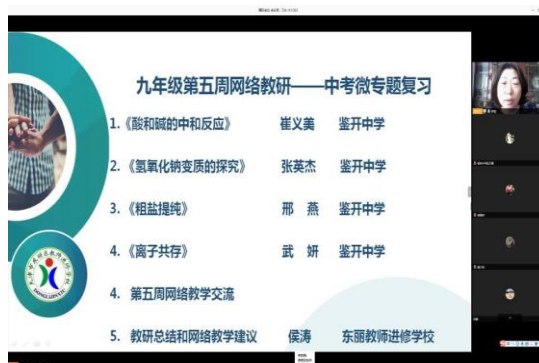 九年级第五周网络教研——中考微专题复习
1.《酸和碱的中和反应》 崔义美 鉴开中学
2.《氢氧化钠变质的探究》 张英杰 鉴开中学
3.《粗盐提纯》 邢 燕 鉴开中学
4.《离子共存》 武 妍 鉴开中学
4. 第五周网络教学交流
5. 教研总结和网络教学建议 侯涛 东丽教师进修学校